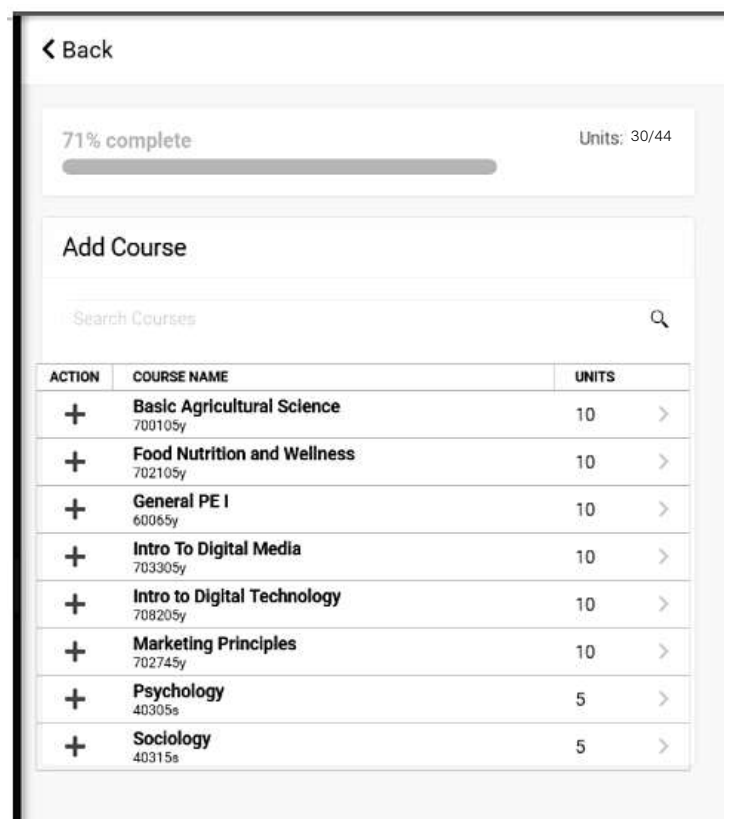 Back
71% complete
Units: 30/44
Add Course
Search Courses
ACTION COURSE NAME UNITS
Basic Agricultural Science
700105y
10
Food Nutrition and Wellness
702105y
10
General PE I
60065y
10
Intro To Digital Media
703305y
10
Intro to Digital Technology
708205y
10
Marketing Principles
702745y
10
Psychology
40305s
5
Sociology
40315s
5